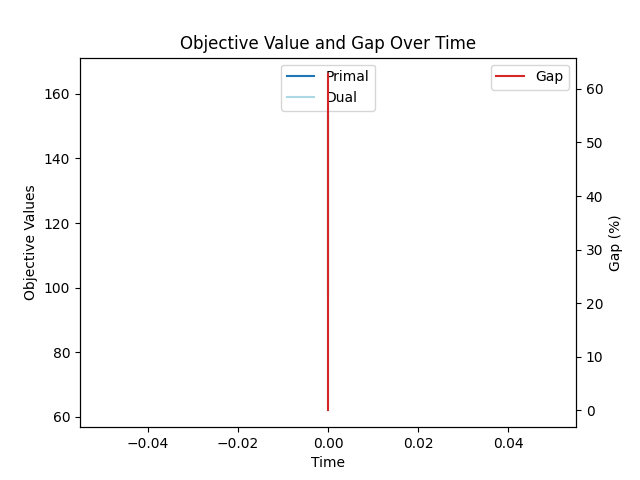 Objective Value and Gap Over Time
Primal
Dual
Gap
Objective Values
160
140
120
100
80
60
Gap (%)
60
50
40
30
20
10
0
−0.04
−0.02
0.00
0.02
0.04
Time